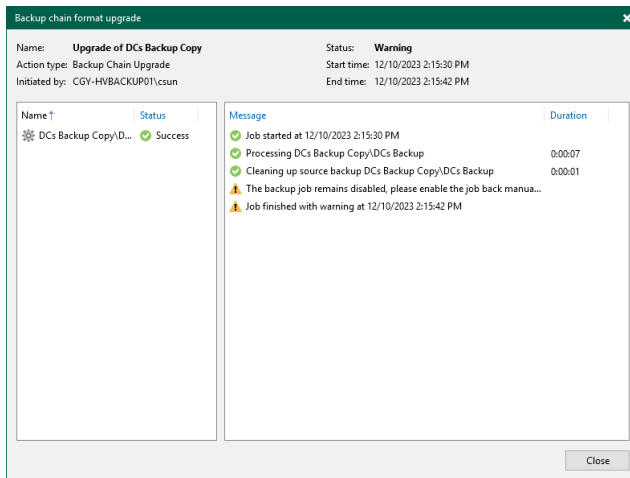 Backup chain format upgrade
Name: Upgrade of DCs Backup Copy Status: Warning
Action type: Backup Chain Upgrade Start time: 12/10/2023 2:15:30 PM
Initiated by: CGY-HVBACKUP01\csun End time: 12/10/2023 2:15:42 PM
Name Status Message Duration
DCs Backup Copy\D... Success Job started at 12/10/2023 2:15:30 PM
Processing DCs Backup Copy\DCs Backup 0:00:07
Cleaning up source backup DCs Backup Copy\DCs Backup 0:00:01
The backup job remains disabled, please enable the job back manua...
Job finished with warning at 12/10/2023 2:15:42 PM
Close